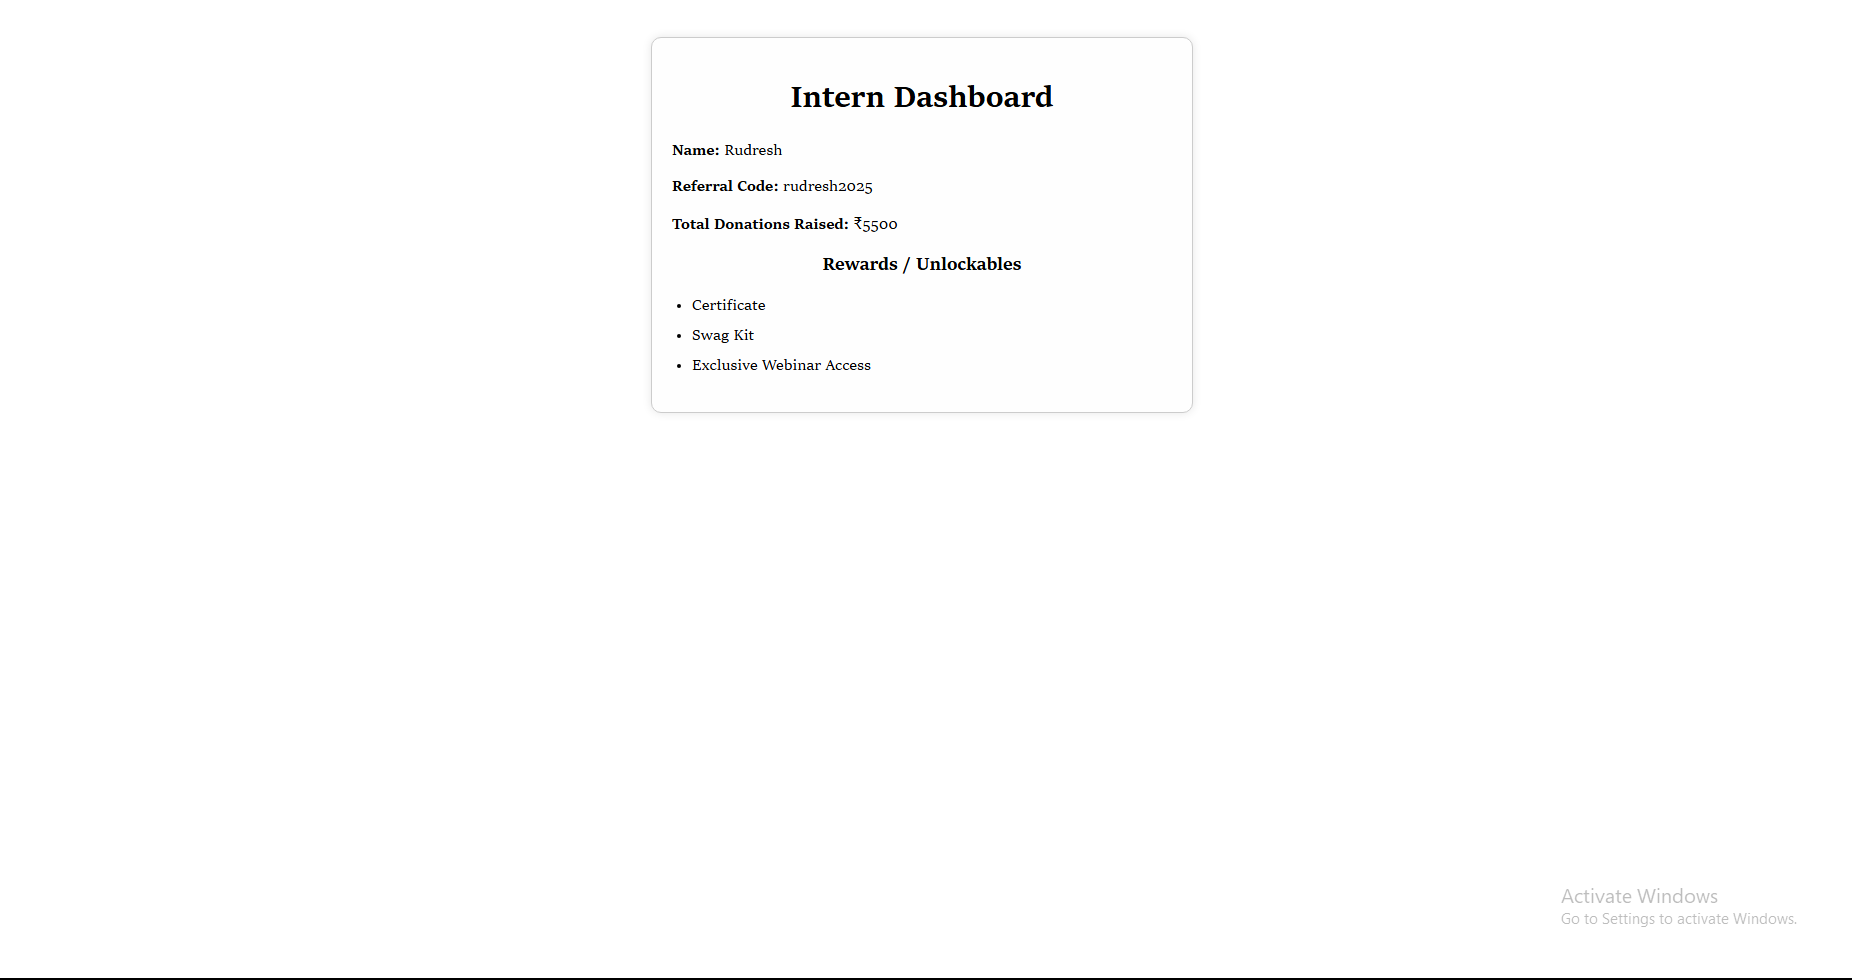 Intern Dashboard
Name: Rudresh
Referral Code: rudresh2025
Total Donations Raised: ₹5500
Rewards / Unlockables
• Certificate
• Swag Kit
• Exclusive Webinar Access
Activate Windows
Go to Settings to activate Windows.